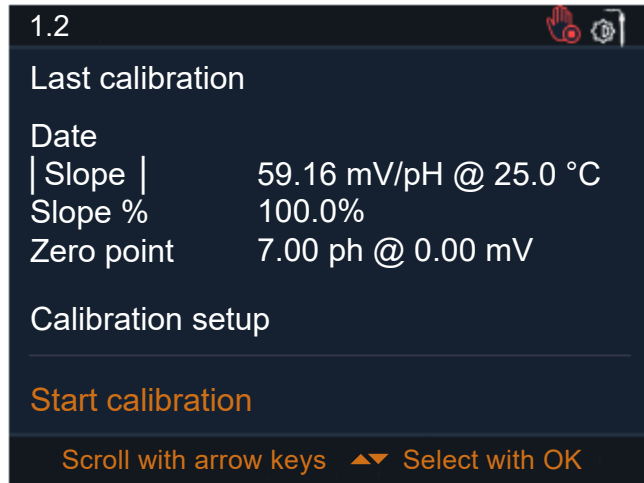 1.2
Last calibration
Date
|Slope| 59.16 mV/pH @ 25.0 °C
Slope % 100.0%
Zero point 7.00 ph @ 0.00 mV
Calibration setup
Start calibration
Scroll with arrow keys ▲▼ Select with OK